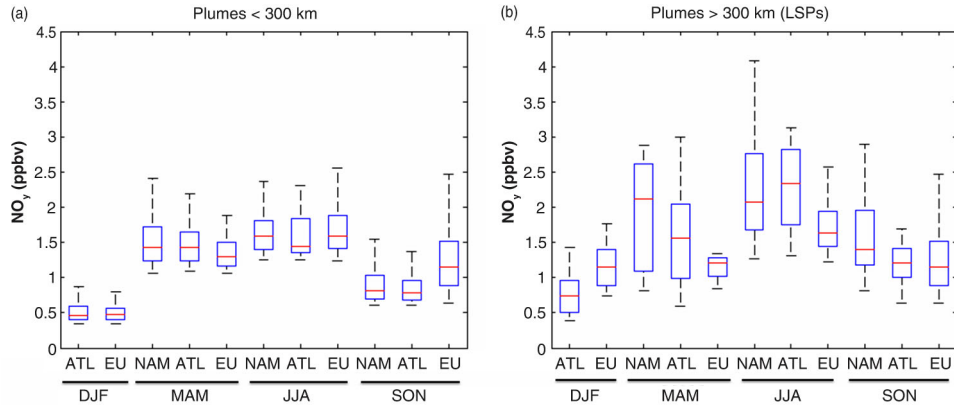 (a) Plumes < 300 km
4.5
4
3.5
3
2.5
2
1.5
1
0.5
0
NOy (ppbv)
ATL EU NAM ATL EU NAM ATL EU NAM ATL EU
DJF MAM JJA SON
(b) Plumes > 300 km (LSPs)
4.5
4
3.5
3
2.5
2
1.5
1
0.5
0
NOy (ppbv)
ATL EU NAM ATL EU NAM ATL EU NAM ATL EU
DJF MAM JJA SON